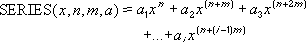 SERIES(x,n,m,a) = a₁xⁿ + a₂x⁽ⁿ⁺ᵐ⁾ + a₃x⁽ⁿ⁺²ᵐ⁾
+...+aᵢx⁽ⁿ⁺⁽ⁱ⁻¹⁾ᵐ⁾